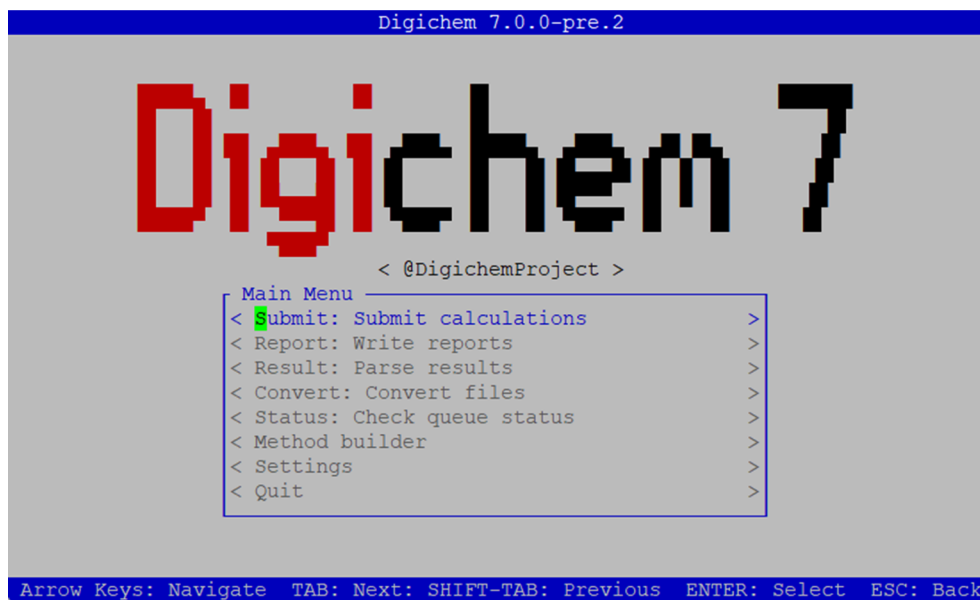 Digichem 7.0.0-pre.2
Digichem 7
< @DigichemProject >
Main Menu
< Submit: Submit calculations >
< Report: Write reports >
< Result: Parse results >
< Convert: Convert files >
< Status: Check queue status >
< Method builder >
< Settings >
< Quit >
Arrow Keys: Navigate TAB: Next: SHIFT-TAB: Previous ENTER: Select ESC: Back